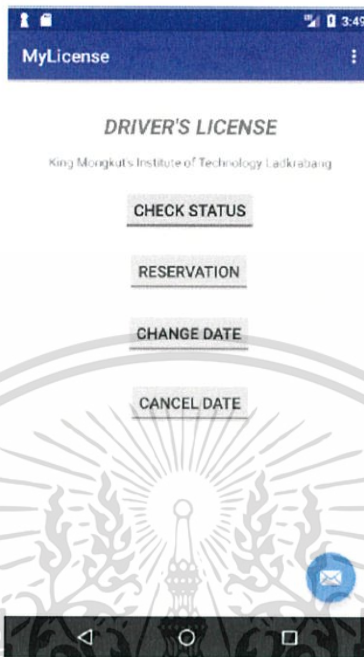 3:49
MyLicense
DRIVER'S LICENSE
King Mongkut's Institute of Technology Ladkrabang
CHECK STATUS
RESERVATION
CHANGE DATE
CANCEL DATE